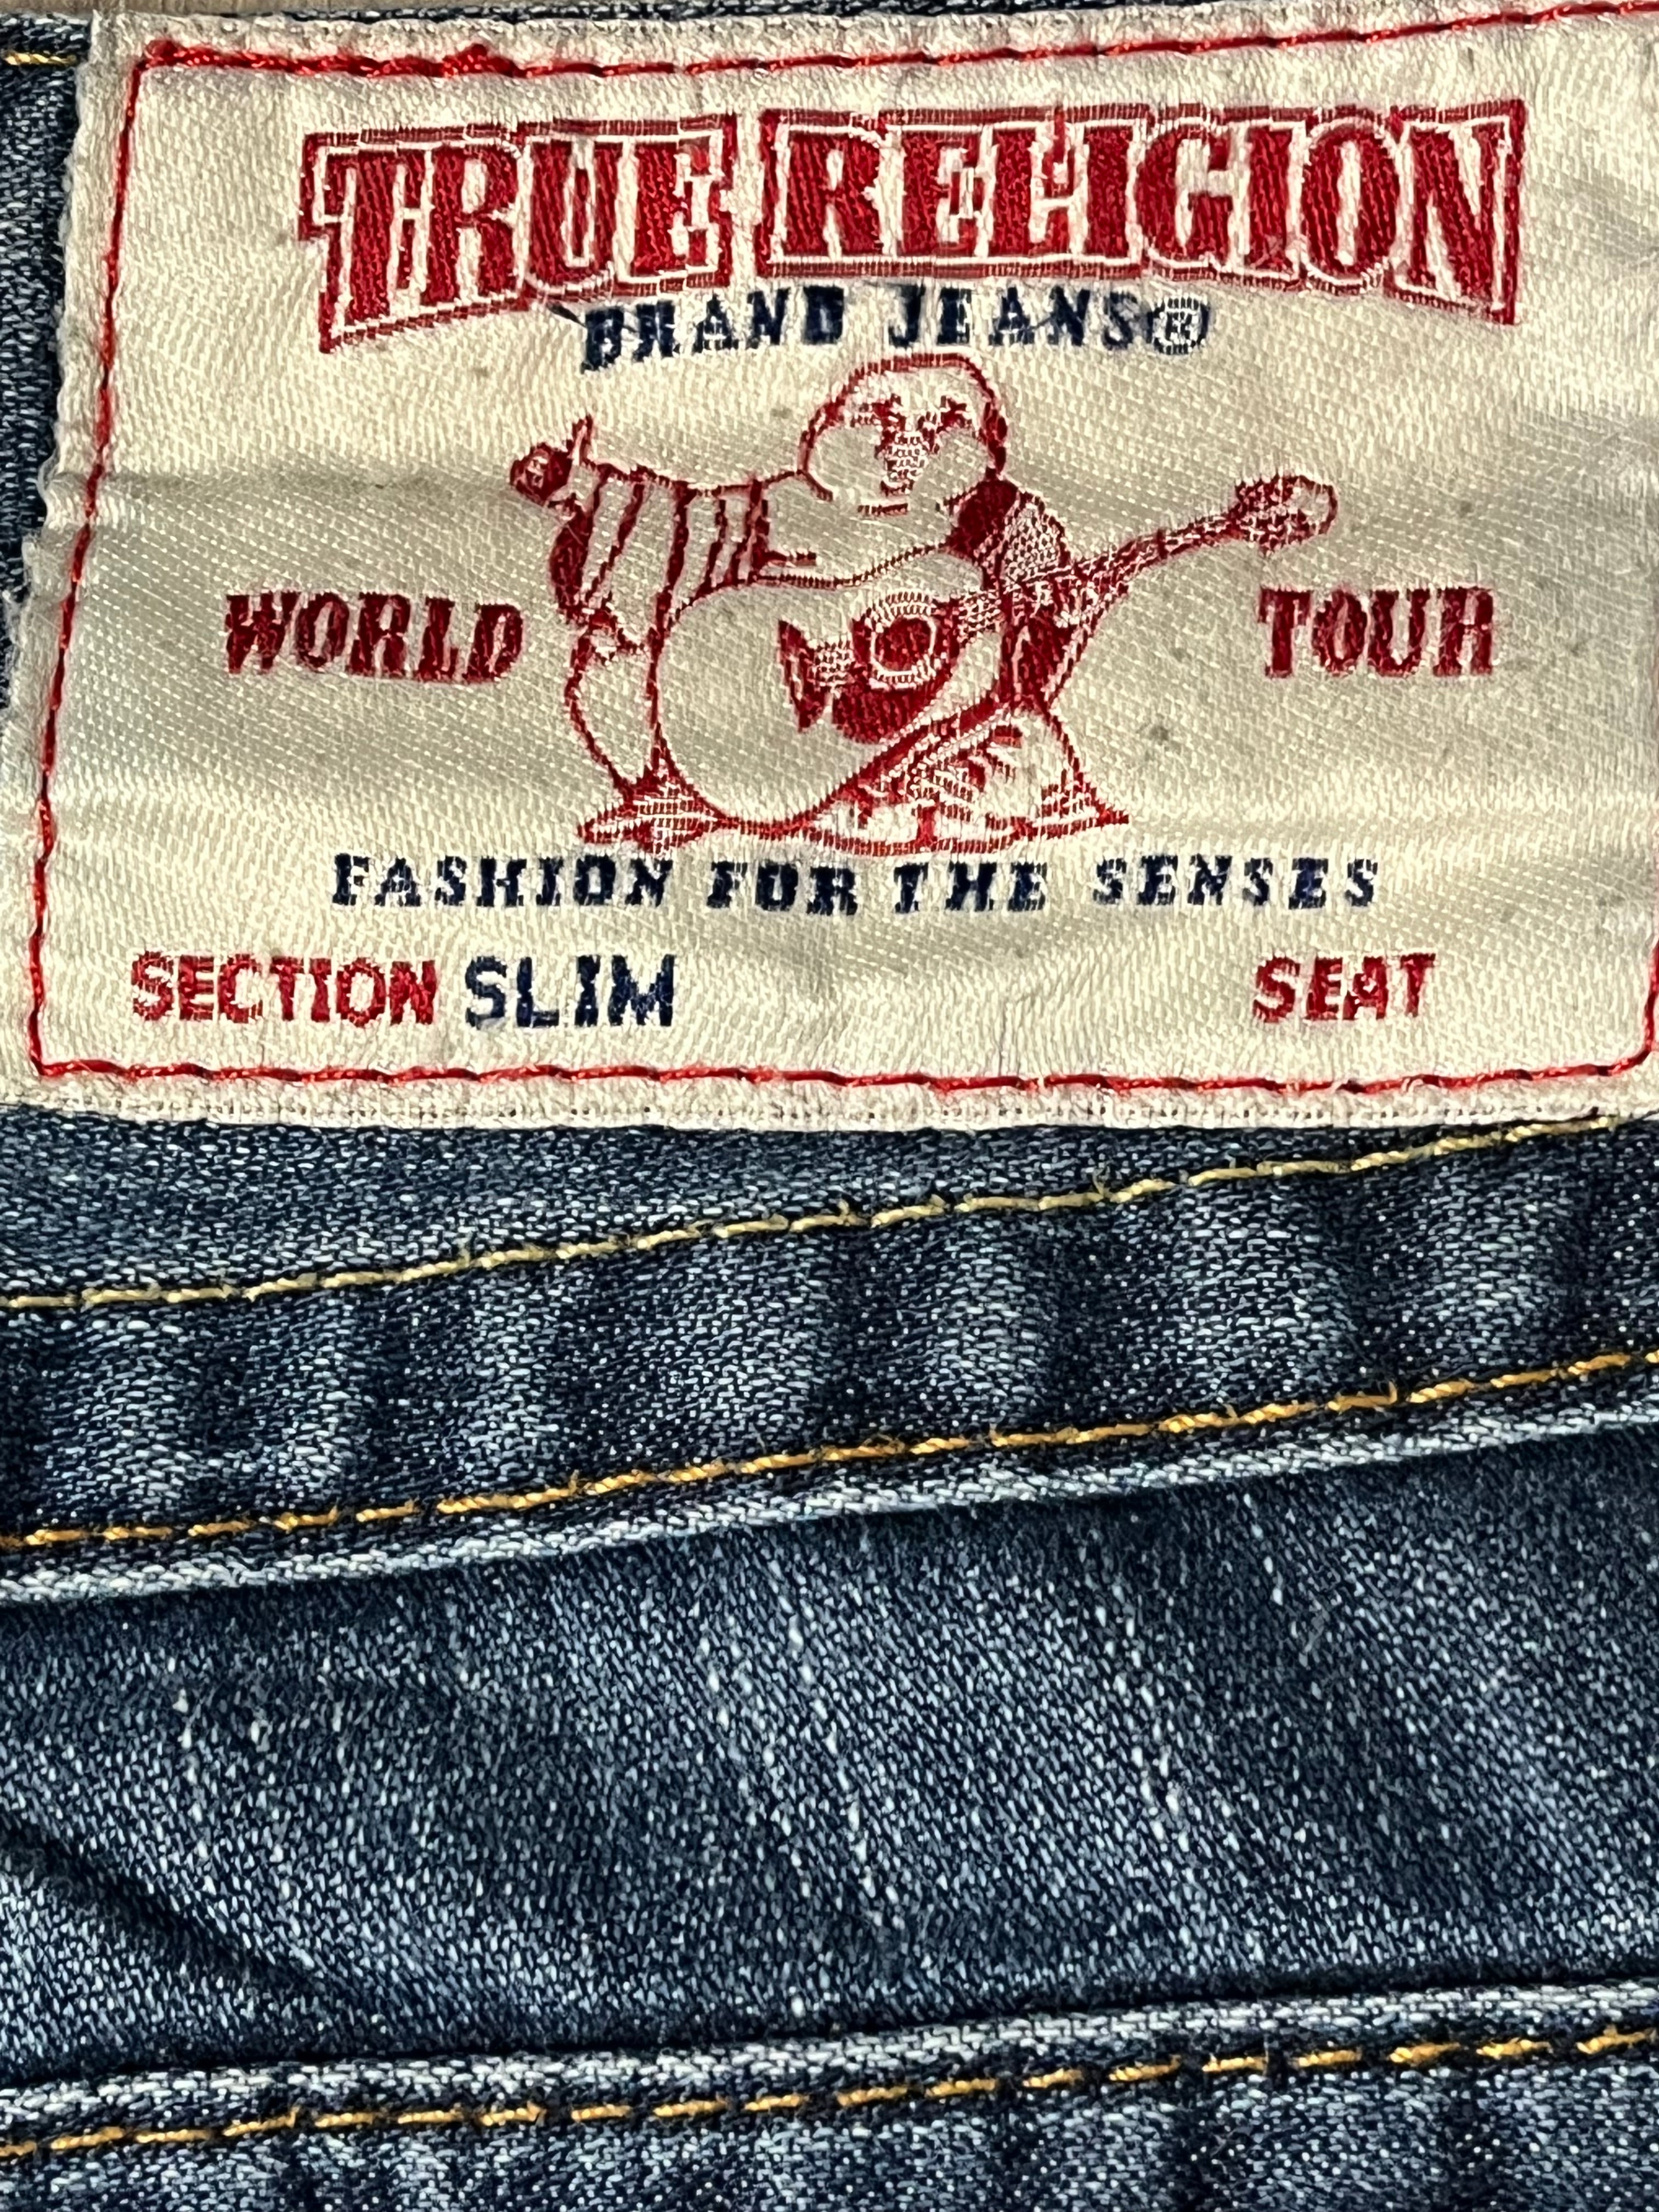 TRUE RELIGION
BRAND JEANS®
WORLD TOUR
FASHION FOR THE SENSES
SECTION SLIM SEAT